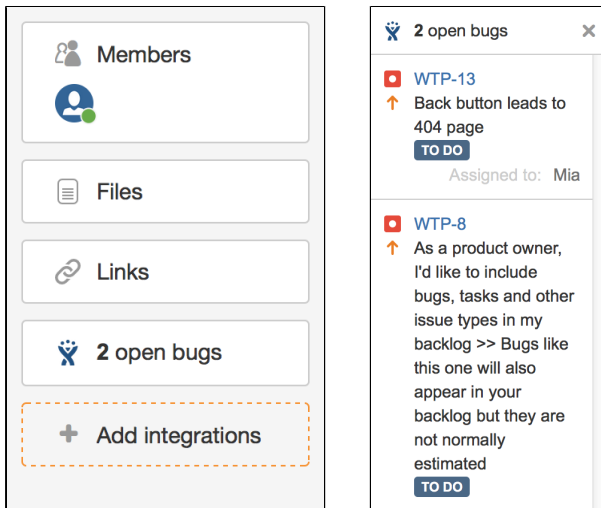 Members
Files
Links
2 open bugs
Add integrations
2 open bugs
WTP-13
Back button leads to
404 page
TO DO
Assigned to: Mia
WTP-8
As a product owner,
I'd like to include
bugs, tasks and other
issue types in my
backlog >> Bugs like
this one will also
appear in your
backlog but they are
not normally
estimated
TO DO